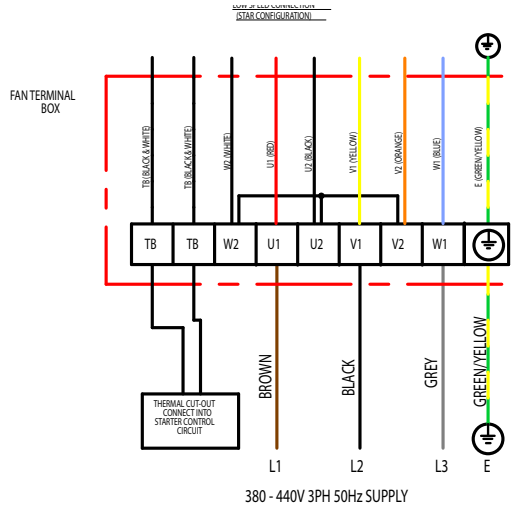 LOW SPEED CONNECTION
(STAR CONFIGURATION)
FAN TERMINAL
BOX
TB (BLACK & WHITE)
TB (BLACK & WHITE)
W2 (WHITE)
U1 (RED)
U2 (BLACK)
V1 (YELLOW)
V2 (ORANGE)
W1 (BLUE)
E (GREEN/YELLOW)
TB TB W2 U1 U2 V1 V2 W1
BROWN
BLACK
GREY
GREEN/YELLOW
THERMAL CUT-OUT
CONNECT INTO
STARTER CONTROL
CIRCUIT
L1 L2 L3 E
380 - 440V 3PH 50Hz SUPPLY